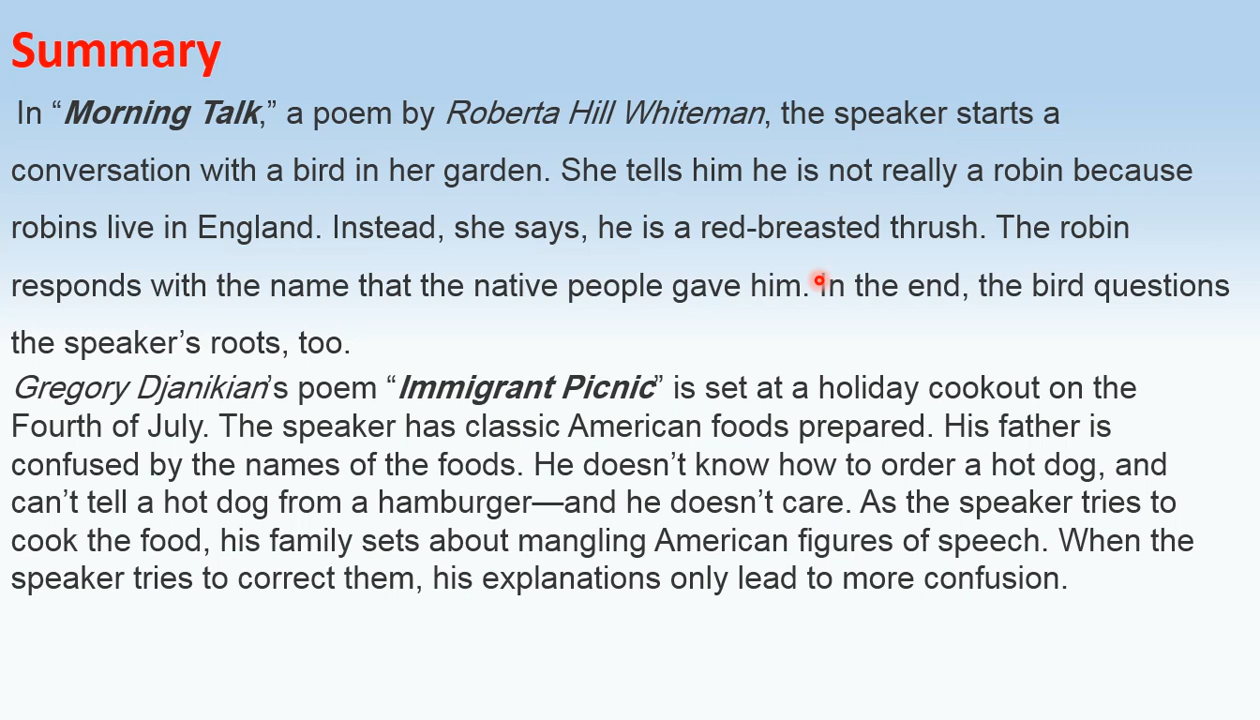 Summary
In “Morning Talk,” a poem by Roberta Hill Whiteman, the speaker starts a
conversation with a bird in her garden. She tells him he is not really a robin because
robins live in England. Instead, she says, he is a red-breasted thrush. The robin
responds with the name that the native people gave him. In the end, the bird questions
the speaker’s roots, too.
Gregory Djanikian’s poem “Immigrant Picnic” is set at a holiday cookout on the
Fourth of July. The speaker has classic American foods prepared. His father is
confused by the names of the foods. He doesn’t know how to order a hot dog, and
can’t tell a hot dog from a hamburger—and he doesn’t care. As the speaker tries to
cook the food, his family sets about mangling American figures of speech. When the
speaker tries to correct them, his explanations only lead to more confusion.